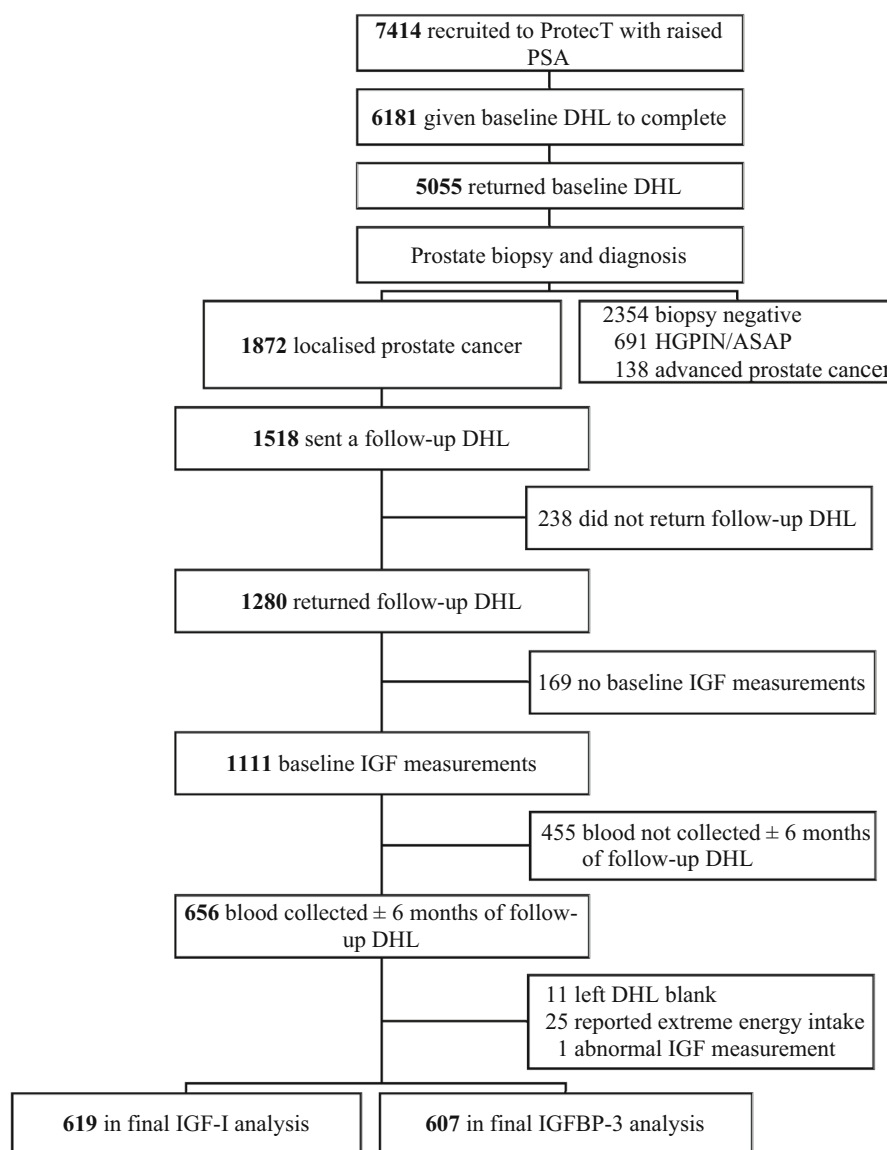 7414 recruited to ProtecT with raised
PSA
6181 given baseline DHL to complete
5055 returned baseline DHL
Prostate biopsy and diagnosis
1872 localised prostate cancer
2354 biopsy negative
691 HGPIN/ASAP
138 advanced prostate cancer
1518 sent a follow-up DHL
238 did not return follow-up DHL
1280 returned follow-up DHL
169 no baseline IGF measurements
1111 baseline IGF measurements
455 blood not collected ± 6 months
of follow-up DHL
656 blood collected ± 6 months of follow-
up DHL
11 left DHL blank
25 reported extreme energy intake
1 abnormal IGF measurement
619 in final IGF-I analysis
607 in final IGFBP-3 analysis